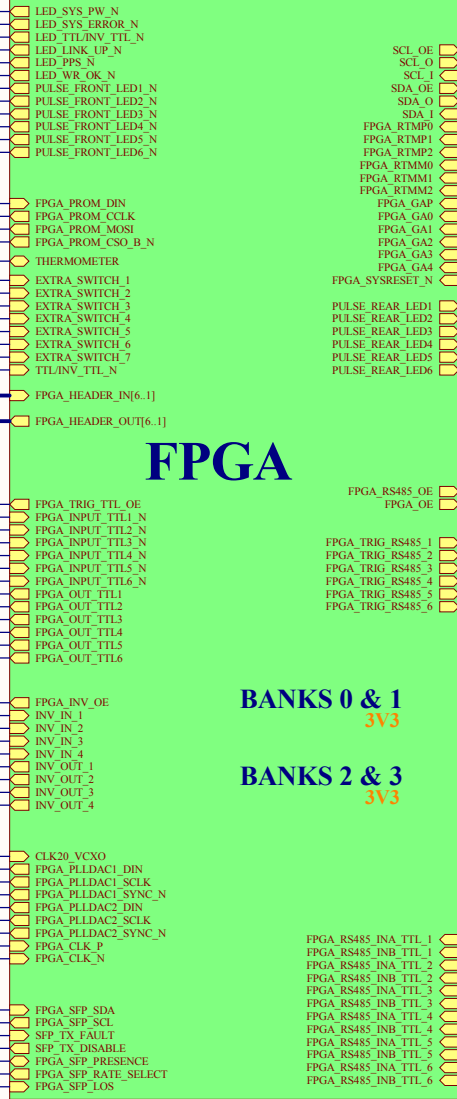 LED_SYS_PW_N
LED_SYS_ERROR_N
LED_TTL/INV_TTL_N
LED_LINK_UP_N
LED_PPS_N
LED_WR_OK_N
PULSE_FRONT_LED1_N
PULSE_FRONT_LED2_N
PULSE_FRONT_LED3_N
PULSE_FRONT_LED4_N
PULSE_FRONT_LED5_N
PULSE_FRONT_LED6_N
SCL_OE
SCL_O
SCL_I
SDA_OE
SDA_O
SDA_I
FPGA_RTMP0
FPGA_RTMP1
FPGA_RTMP2
FPGA_RTMM0
FPGA_RTMM1
FPGA_RTMM2
FPGA_GAP
FPGA_GA0
FPGA_GA1
FPGA_GA2
FPGA_GA3
FPGA_GA4
FPGA_SYSRESET_N
FPGA_PROM_DIN
FPGA_PROM_CCLK
FPGA_PROM_MOSI
FPGA_PROM_CSO_B_N
THERMOMETER
EXTRA_SWITCH_1
EXTRA_SWITCH_2
EXTRA_SWITCH_3
EXTRA_SWITCH_4
EXTRA_SWITCH_5
EXTRA_SWITCH_6
EXTRA_SWITCH_7
TTL/INV_TTL_N
PULSE_REAR_LED1
PULSE_REAR_LED2
PULSE_REAR_LED3
PULSE_REAR_LED4
PULSE_REAR_LED5
PULSE_REAR_LED6
FPGA_HEADER_IN[6..1]
FPGA_HEADER_OUT[6..1]
FPGA
FPGA_RS485_OE
FPGA_OE
FPGA_TRIG_TTL_OE
FPGA_INPUT_TTL1_N
FPGA_INPUT_TTL2_N
FPGA_INPUT_TTL3_N
FPGA_INPUT_TTL4_N
FPGA_INPUT_TTL5_N
FPGA_INPUT_TTL6_N
FPGA_OUT_TTL1
FPGA_OUT_TTL2
FPGA_OUT_TTL3
FPGA_OUT_TTL4
FPGA_OUT_TTL5
FPGA_OUT_TTL6
FPGA_TRIG_RS485_1
FPGA_TRIG_RS485_2
FPGA_TRIG_RS485_3
FPGA_TRIG_RS485_4
FPGA_TRIG_RS485_5
FPGA_TRIG_RS485_6
BANKS 0 & 1
3V3
BANKS 2 & 3
3V3
FPGA_INV_OE
INV_IN_1
INV_IN_2
INV_IN_3
INV_IN_4
INV_OUT_1
INV_OUT_2
INV_OUT_3
INV_OUT_4
CLK20_VCXO
FPGA_PLLDAC1_DIN
FPGA_PLLDAC1_SCLK
FPGA_PLLDAC1_SYNC_N
FPGA_PLLDAC2_DIN
FPGA_PLLDAC2_SCLK
FPGA_PLLDAC2_SYNC_N
FPGA_CLK_P
FPGA_CLK_N
FPGA_RS485_INA_TTL_1
FPGA_RS485_INB_TTL_1
FPGA_RS485_INA_TTL_2
FPGA_RS485_INB_TTL_2
FPGA_RS485_INA_TTL_3
FPGA_RS485_INB_TTL_3
FPGA_RS485_INA_TTL_4
FPGA_RS485_INB_TTL_4
FPGA_RS485_INA_TTL_5
FPGA_RS485_INB_TTL_5
FPGA_RS485_INA_TTL_6
FPGA_RS485_INB_TTL_6
FPGA_SFP_SDA
FPGA_SFP_SCL
SFP_TX_FAULT
SFP_TX_DISABLE
FPGA_SFP_PRESENCE
FPGA_SFP_RATE_SELECT
FPGA_SFP_LOS